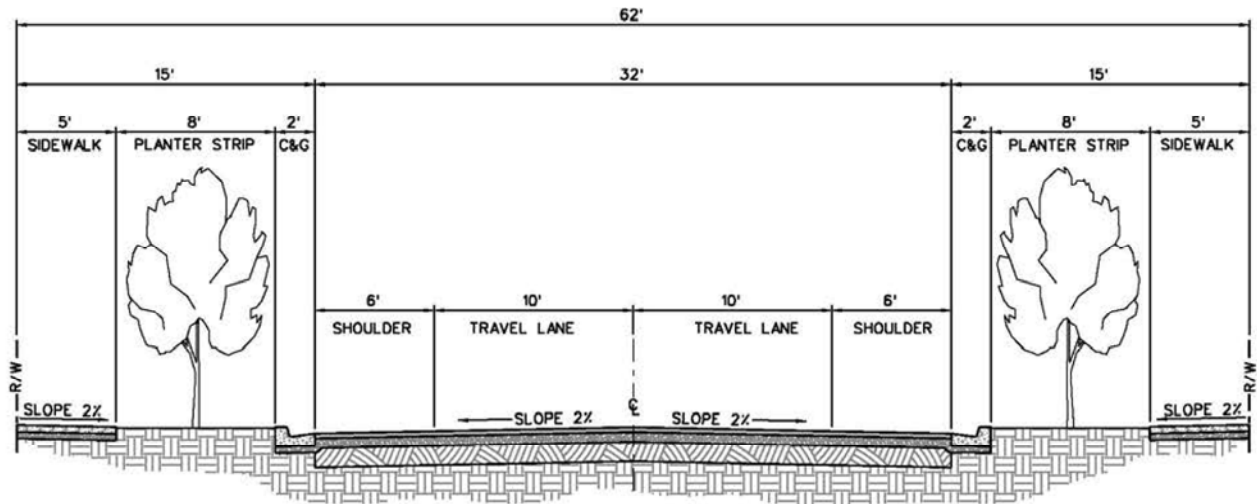 62'
15' 32' 15'
5' 8' 2' 2' 8' 5'
SIDEWALK PLANTER STRIP C&G C&G PLANTER STRIP SIDEWALK
6' 10' 10' 6'
SHOULDER TRAVEL LANE TRAVEL LANE SHOULDER
R/W R/W
SLOPE 2% SLOPE 2% ℄ SLOPE 2% SLOPE 2%